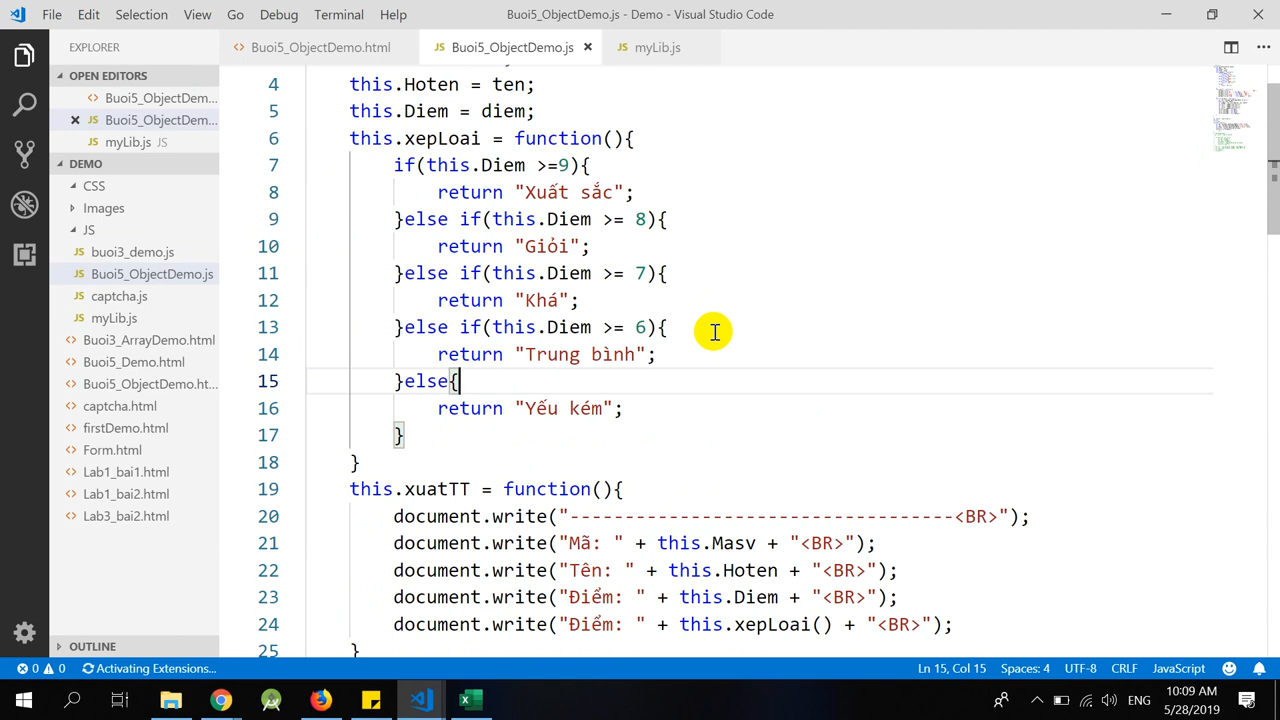 File Edit Selection View Go Debug Terminal Help Buoi5_ObjectDemo.js - Demo - Visual Studio Code
EXPLORER
<> Buoi5_ObjectDemo.html
JS Buoi5_ObjectDemo.js ×
JS myLib.js
OPEN EDITORS
<> Buoi5_ObjectDem...
× JS Buoi5_ObjectDemo...
JS myLib.js JS
DEMO
CSS
Images
JS
JS buoi3_demo.js
JS Buoi5_ObjectDemo.js
JS captcha.js
JS myLib.js
<> Buoi3_ArrayDemo.html
<> Buoi5_Demo.html
<> Buoi5_ObjectDemo.ht...
<> captcha.html
<> firstDemo.html
<> Form.html
<> Lab1_bai1.html
<> Lab1_bai2.html
<> Lab3_bai2.html
OUTLINE
4 this.Hoten = ten;
5 this.Diem = diem;
6 this.xepLoai = function(){
7 if(this.Diem >=9){
8 return "Xuất sắc";
9 }else if(this.Diem >= 8){
10 return "Giỏi";
11 }else if(this.Diem >= 7){
12 return "Khá";
13 }else if(this.Diem >= 6){
14 return "Trung bình";
15 }else{
16 return "Yếu kém";
17 }
18 }
19 this.xuatTT = function(){
20 document.write("-----------------------------------<BR>");
21 document.write("Mã: " + this.Masv + "<BR>");
22 document.write("Tên: " + this.Hoten + "<BR>");
23 document.write("Điểm: " + this.Diem + "<BR>");
24 document.write("Điểm: " + this.xepLoai() + "<BR>");
25 }
0 0 Activating Extensions... Ln 15, Col 15 Spaces: 4 UTF-8 CRLF JavaScript
ENG 10:09 AM
5/28/2019